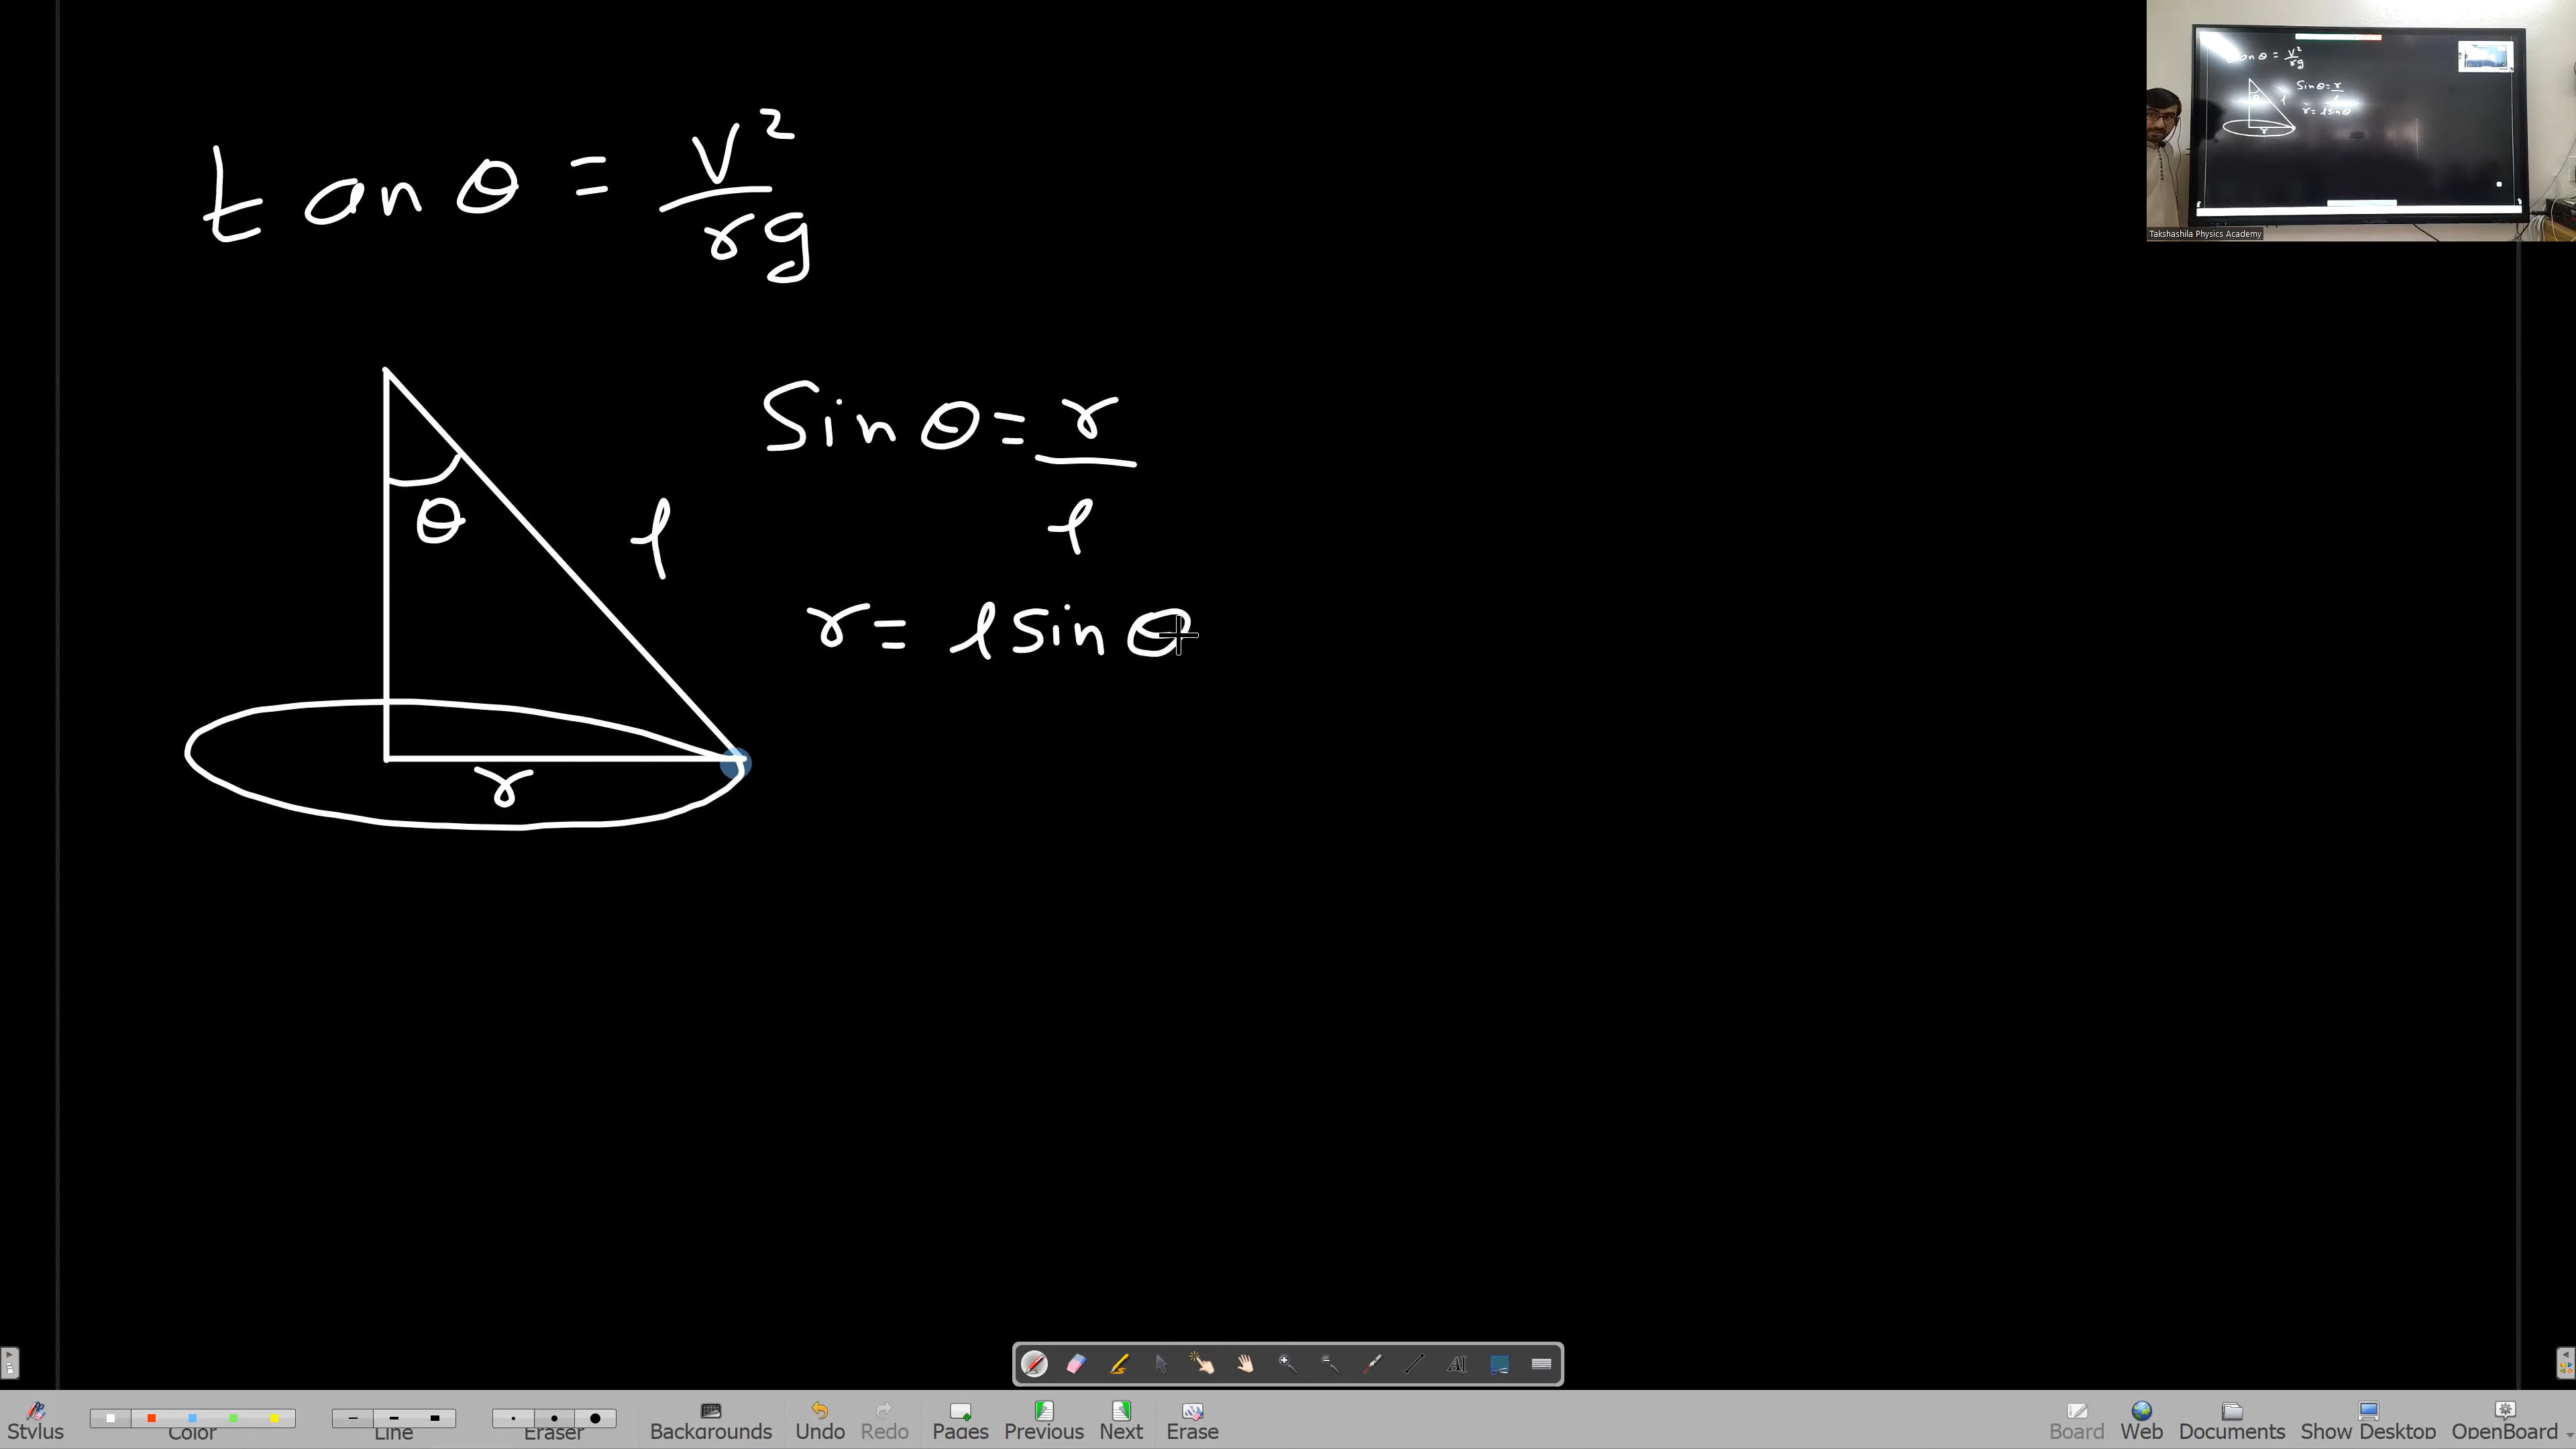 tan θ = v²/rg
Takshashila Physics Academy
Sin θ = r/l
θ
l
r = l sin θ
r
Stylus
Color
Line
Eraser
Backgrounds
Undo
Redo
Pages
Previous
Next
Erase
Board
Web
Documents
Show Desktop
OpenBoard